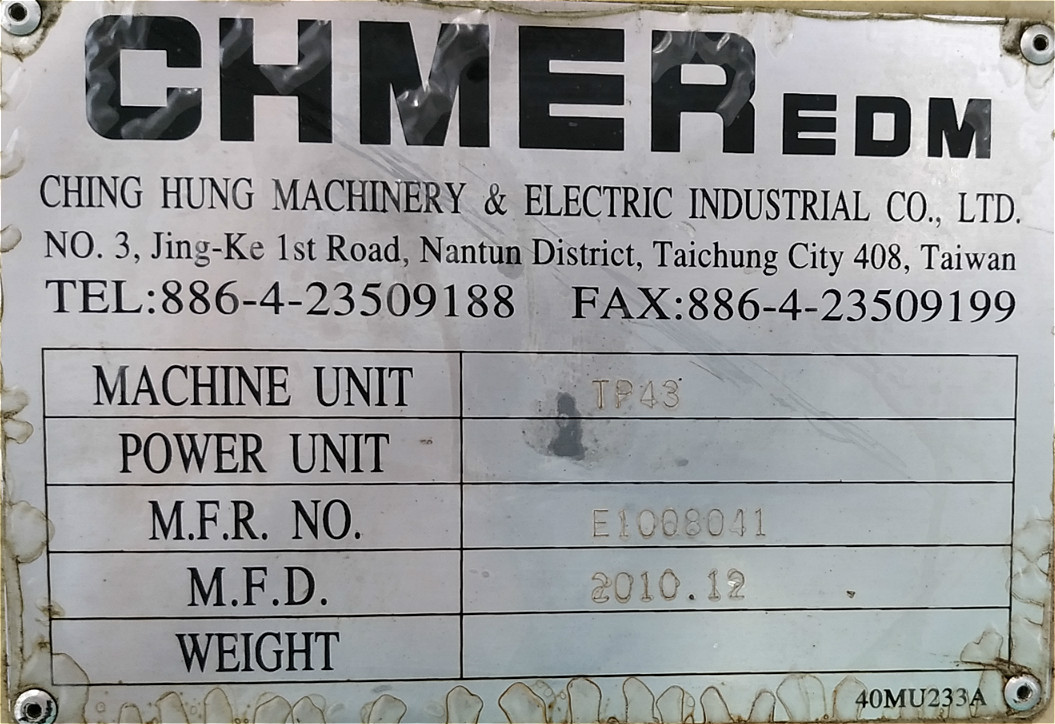 CHMER EDM
CHING HUNG MACHINERY & ELECTRIC INDUSTRIAL CO., LTD.
NO. 3, Jing-Ke 1st Road, Nantun District, Taichung City 408, Taiwan
TEL:886-4-23509188 FAX:886-4-23509199
MACHINE UNIT TP43
POWER UNIT
M.F.R. NO. E1008041
M.F.D. 2010.12
WEIGHT
40MU233A